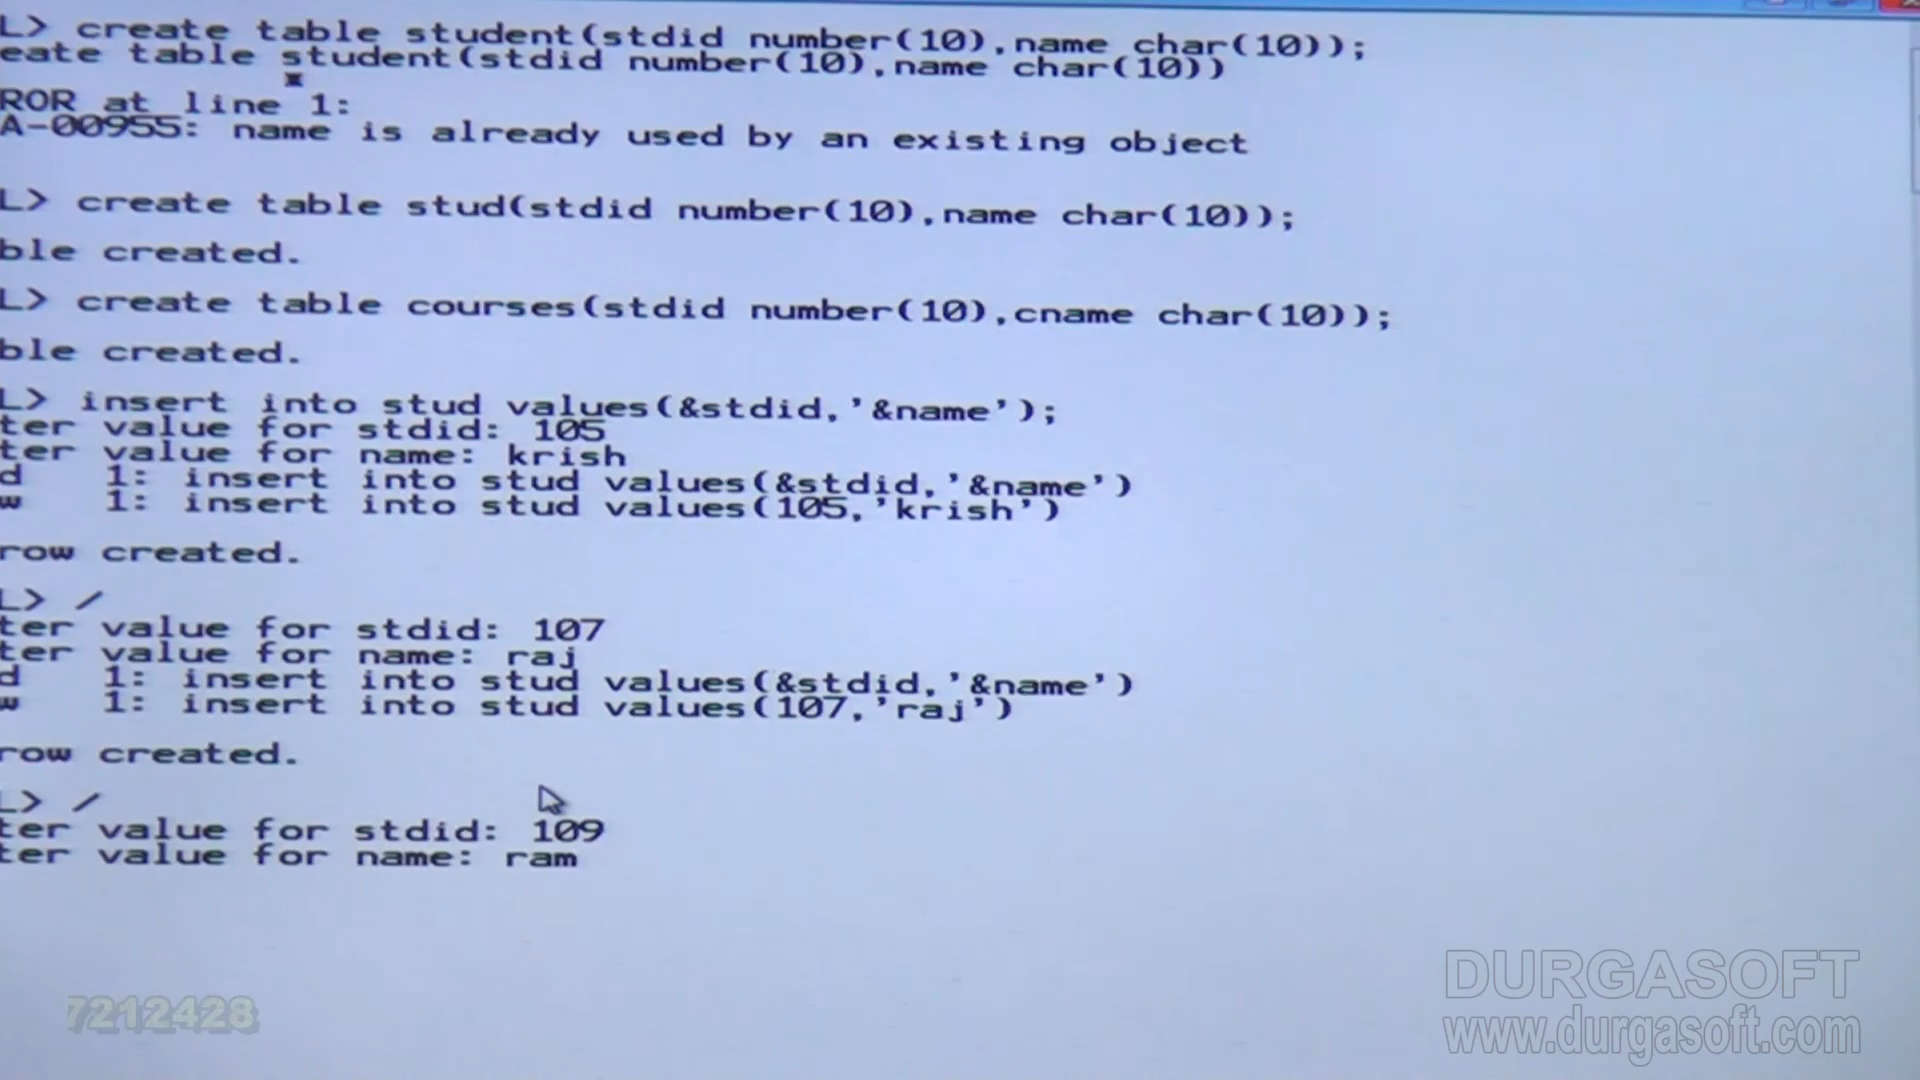 L> create table student(stdid number(10),name char(10));
eate table student(stdid number(10),name char(10))
*
ROR at line 1:
A-00955: name is already used by an existing object
L> create table stud(stdid number(10),name char(10));
ble created.
L> create table courses(stdid number(10),cname char(10));
ble created.
L> insert into stud values(&stdid,'&name');
ter value for stdid: 105
ter value for name: krish
d 1: insert into stud values(&stdid,'&name')
w 1: insert into stud values(105,'krish')
row created.
L> /
ter value for stdid: 107
ter value for name: raj
d 1: insert into stud values(&stdid,'&name')
w 1: insert into stud values(107,'raj')
row created.
L> /
ter value for stdid: 109
ter value for name: ram
7212428
DURGASOFT
www.durgasoft.com